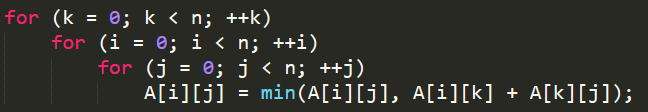 for (k = 0; k < n; ++k)
    for (i = 0; i < n; ++i)
        for (j = 0; j < n; ++j)
            A[i][j] = min(A[i][j], A[i][k] + A[k][j]);